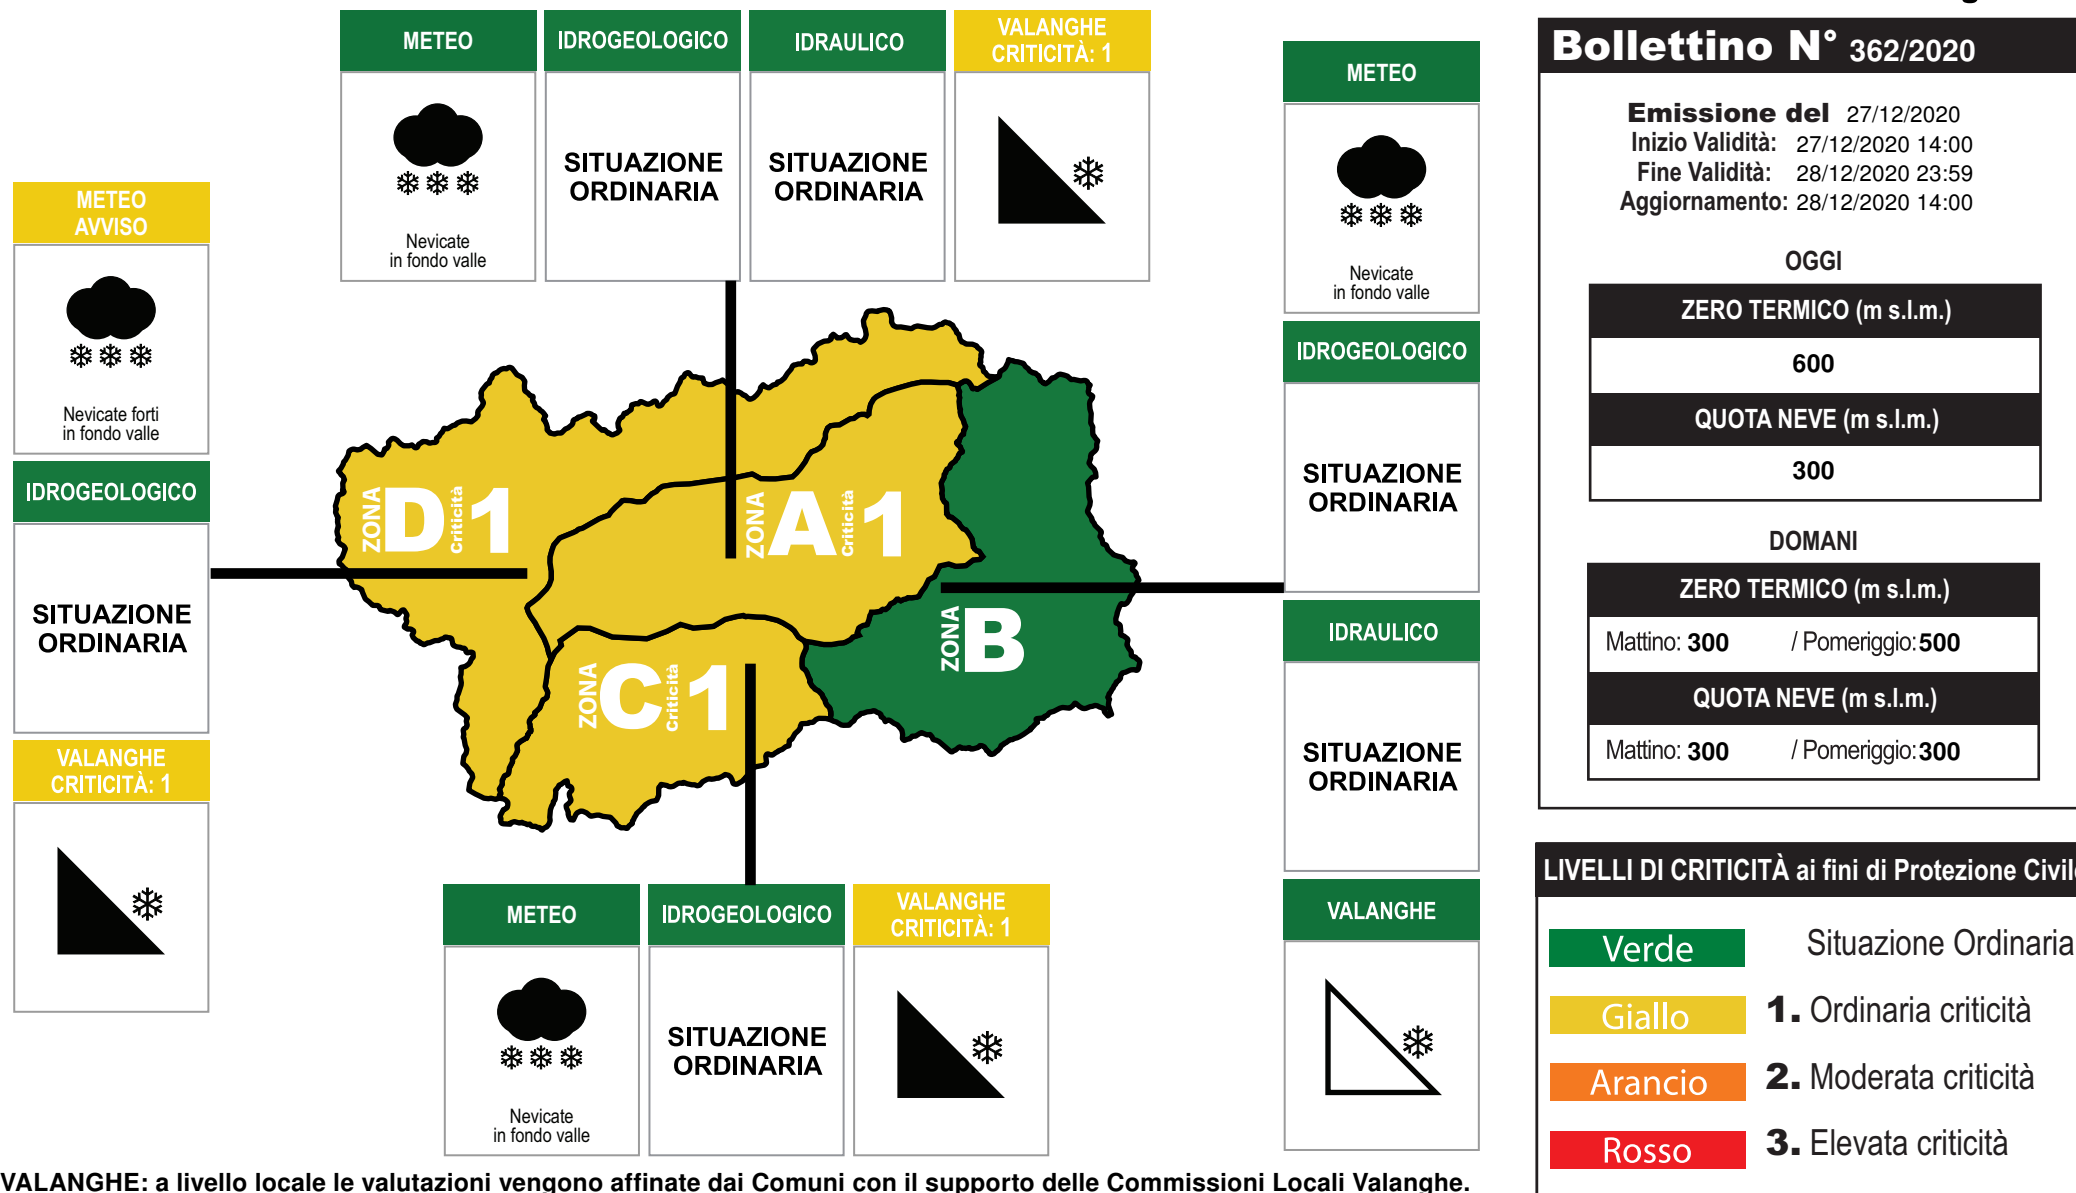 METEO
IDROGEOLOGICO
IDRAULICO
VALANGHE
CRITICITÀ: 1
Nevicate
in fondo valle
SITUAZIONE
ORDINARIA
SITUAZIONE
ORDINARIA
METEO
AVVISO
Nevicate forti
in fondo valle
IDROGEOLOGICO
SITUAZIONE
ORDINARIA
VALANGHE
CRITICITÀ: 1
ZONA D Criticità 1
ZONA A Criticità 1
ZONA B
ZONA C Criticità 1
METEO
IDROGEOLOGICO
VALANGHE
CRITICITÀ: 1
Nevicate
in fondo valle
SITUAZIONE
ORDINARIA
METEO
Nevicate
in fondo valle
IDROGEOLOGICO
SITUAZIONE
ORDINARIA
IDRAULICO
SITUAZIONE
ORDINARIA
VALANGHE
Bollettino N° 362/2020
Emissione del 27/12/2020
Inizio Validità: 27/12/2020 14:00
Fine Validità: 28/12/2020 23:59
Aggiornamento: 28/12/2020 14:00
OGGI
ZERO TERMICO (m s.l.m.)
600
QUOTA NEVE (m s.l.m.)
300
DOMANI
ZERO TERMICO (m s.l.m.)
Mattino: 300 / Pomeriggio: 500
QUOTA NEVE (m s.l.m.)
Mattino: 300 / Pomeriggio: 300
LIVELLI DI CRITICITÀ ai fini di Protezione Civile
Verde Situazione Ordinaria
Giallo 1. Ordinaria criticità
Arancio 2. Moderata criticità
Rosso 3. Elevata criticità
VALANGHE: a livello locale le valutazioni vengono affinate dai Comuni con il supporto delle Commissioni Locali Valanghe.